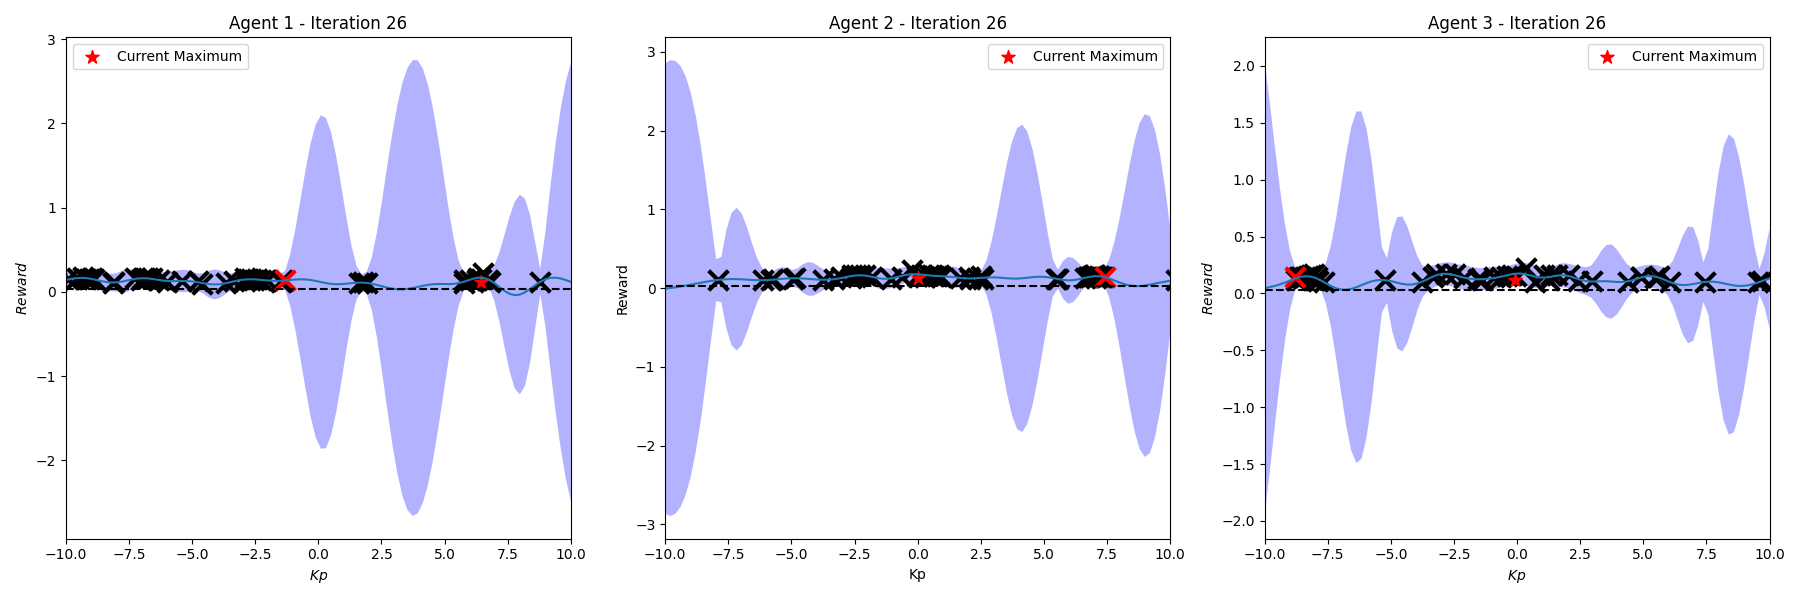 Agent 1 - Iteration 26
Current Maximum
3
2
1
0
−1
−2
Reward
−10.0 −7.5 −5.0 −2.5 0.0 2.5 5.0 7.5 10.0
Kp
Agent 2 - Iteration 26
Current Maximum
3
2
1
0
−1
−2
−3
Reward
−10.0 −7.5 −5.0 −2.5 0.0 2.5 5.0 7.5 10.0
Kp
Agent 3 - Iteration 26
Current Maximum
2.0
1.5
1.0
0.5
0.0
−0.5
−1.0
−1.5
−2.0
Reward
−10.0 −7.5 −5.0 −2.5 0.0 2.5 5.0 7.5 10.0
Kp